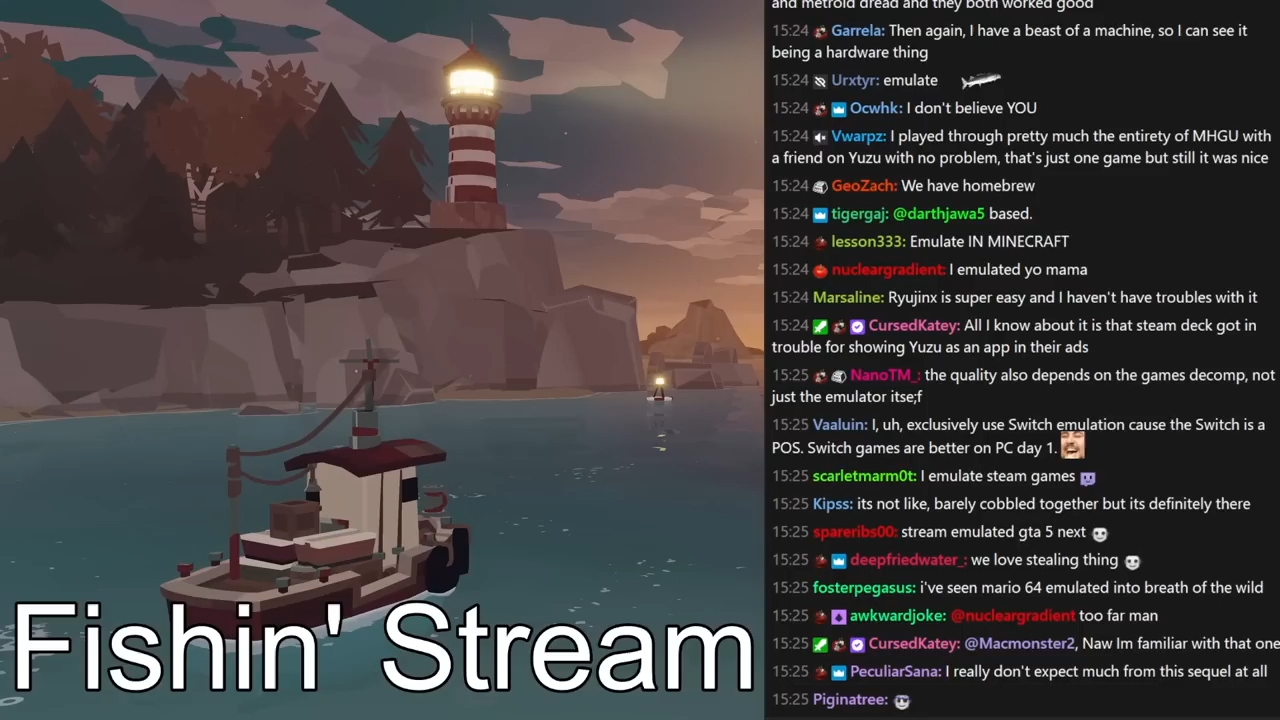 and metroid dread and they both worked good
15:24 Garrela: Then again, I have a beast of a machine, so I can see it
being a hardware thing
15:24 Urxtyr: emulate
15:24 Ocwhk: I don't believe YOU
15:24 Vwarpz: I played through pretty much the entirety of MHGU with
a friend on Yuzu with no problem, that's just one game but still it was nice
15:24 GeoZach: We have homebrew
15:24 tigergaj: @darthjawa5 based.
15:24 lesson333: Emulate IN MINECRAFT
15:24 nucleargradient: I emulated yo mama
15:24 Marsaline: Ryujinx is super easy and I haven't have troubles with it
15:24 CursedKatey: All I know about it is that steam deck got in
trouble for showing Yuzu as an app in their ads
15:25 NanoTM_: the quality also depends on the games decomp, not
just the emulator itse;f
15:25 Vaaluin: I, uh, exclusively use Switch emulation cause the Switch is a
POS. Switch games are better on PC day 1.
15:25 scarletmarm0t: I emulate steam games
15:25 Kipss: its not like, barely cobbled together but its definitely there
15:25 spareribs00: stream emulated gta 5 next
15:25 deepfriedwater_: we love stealing thing
15:25 fosterpegasus: i've seen mario 64 emulated into breath of the wild
15:25 awkwardjoke: @nucleargradient too far man
15:25 CursedKatey: @Macmonster2, Naw Im familiar with that one
15:25 PeculiarSana: I really don't expect much from this sequel at all
15:25 Piginatree:
Fishin' Stream